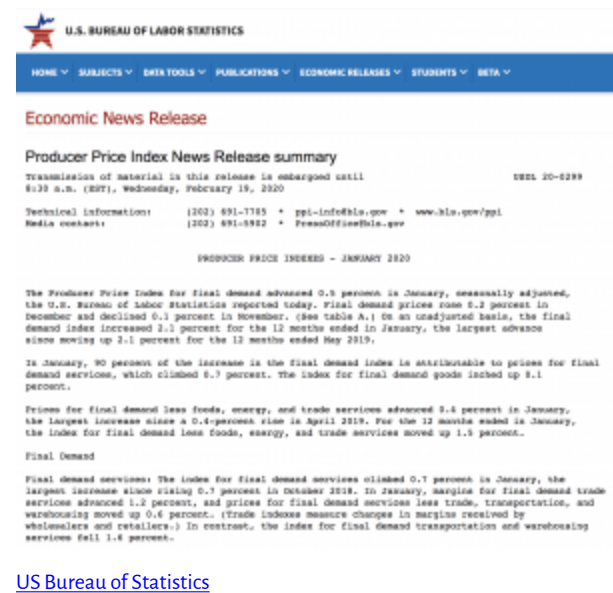 U.S. BUREAU OF LABOR STATISTICS
HOME SUBJECTS DATA TOOLS PUBLICATIONS ECONOMIC RELEASES STUDENTS BETA
Economic News Release
Producer Price Index News Release summary
Transmission of material in this release is embargoed until USDL 20-0299
8:30 a.m. (EST), Wednesday, February 19, 2020
Technical information: (202) 691-7705 * ppi-info@bls.gov * www.bls.gov/ppi
Media contact: (202) 691-5902 * PressOffice@bls.gov
PRODUCER PRICE INDEXES - JANUARY 2020
The Producer Price Index for final demand advanced 0.5 percent in January, seasonally adjusted,
the U.S. Bureau of Labor Statistics reported today. Final demand prices rose 0.2 percent in
December and declined 0.1 percent in November. (See table A.) On an unadjusted basis, the final
demand index increased 2.1 percent for the 12 months ended in January, the largest advance
since moving up 2.1 percent for the 12 months ended May 2019.
In January, 90 percent of the increase in the final demand index is attributable to prices for final
demand services, which climbed 0.7 percent. The index for final demand goods inched up 0.1
percent.
Prices for final demand less foods, energy, and trade services advanced 0.4 percent in January,
the largest increase since a 0.4-percent rise in April 2019. For the 12 months ended in January,
the index for final demand less foods, energy, and trade services moved up 1.5 percent.
Final Demand
Final demand services: The index for final demand services climbed 0.7 percent in January, the
largest increase since rising 0.7 percent in October 2018. In January, margins for final demand trade
services advanced 1.2 percent, and prices for final demand services less trade, transportation, and
warehousing moved up 0.6 percent. (Trade indexes measure changes in margins received by
wholesalers and retailers.) In contrast, the index for final demand transportation and warehousing
services fell 1.6 percent.
US Bureau of Statistics